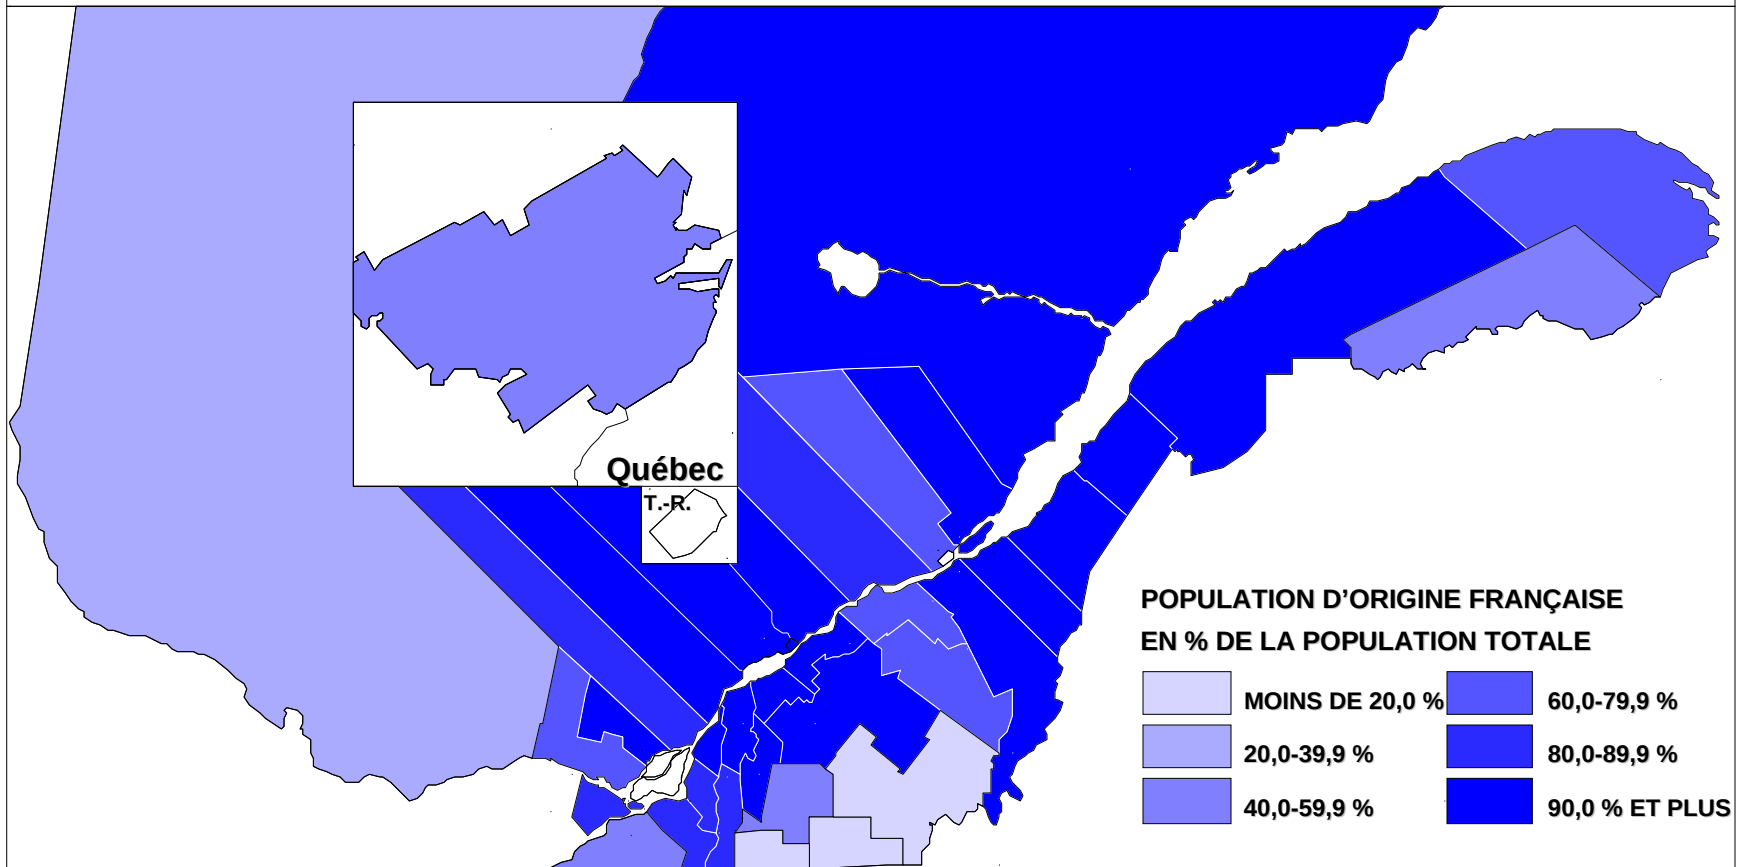 Québec
T.-R.
POPULATION D’ORIGINE FRANÇAISE
EN % DE LA POPULATION TOTALE
MOINS DE 20,0 %
20,0-39,9 %
40,0-59,9 %
60,0-79,9 %
80,0-89,9 %
90,0 % ET PLUS